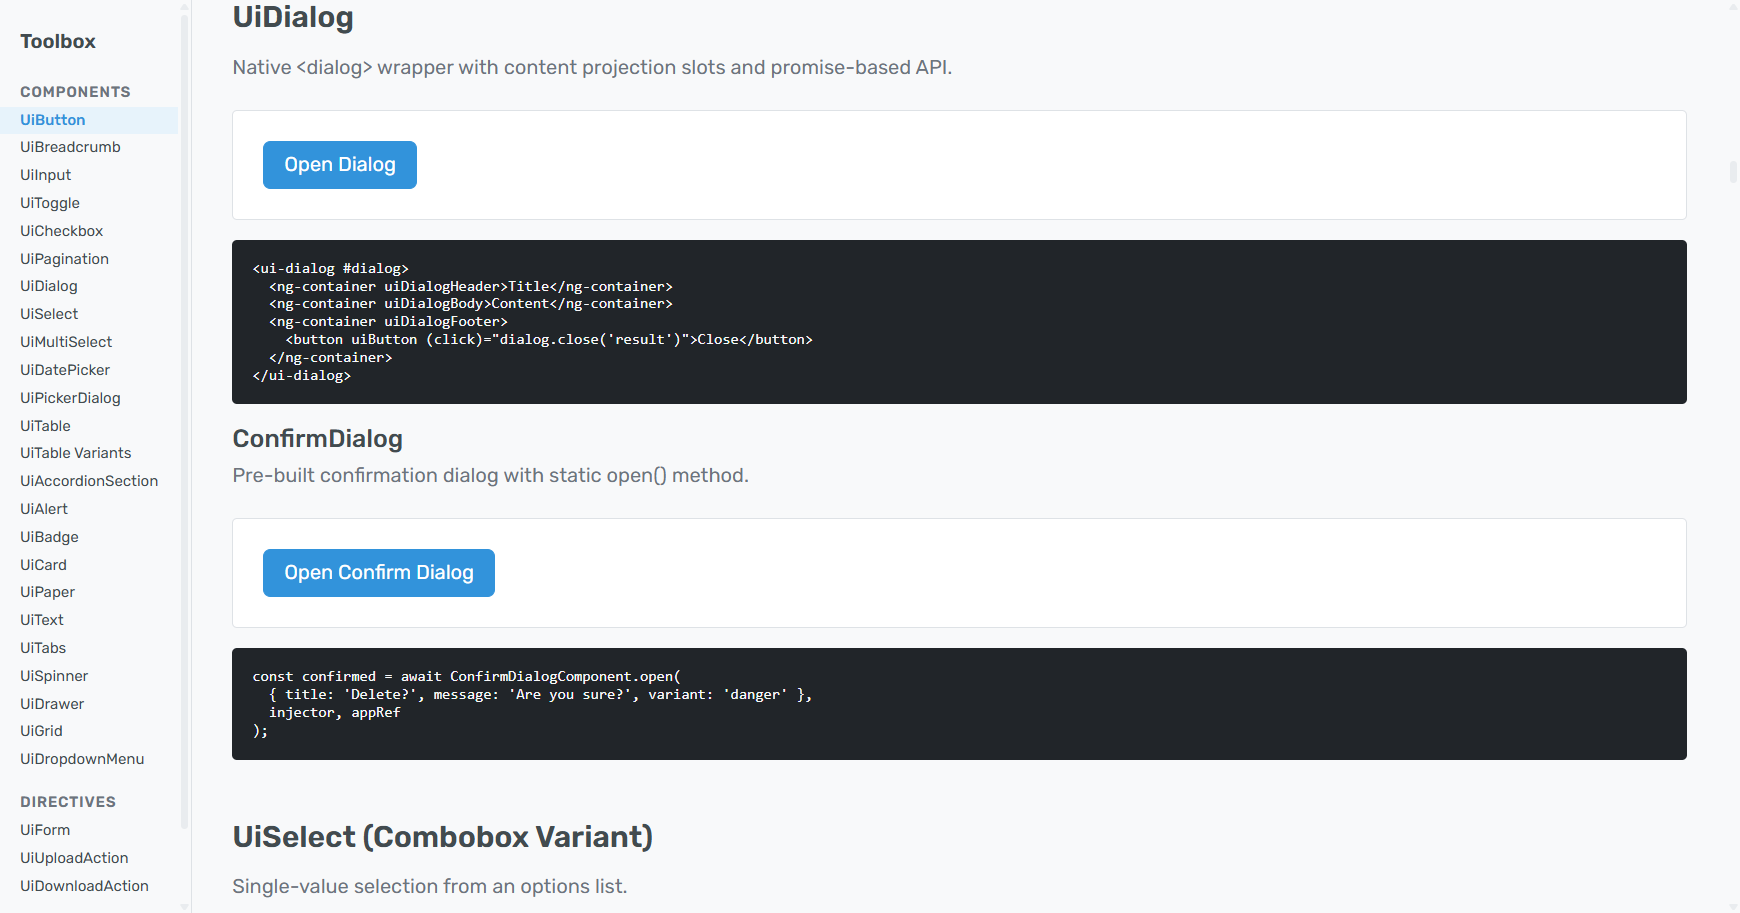 Toolbox
COMPONENTS
UiButton
UiBreadcrumb
UiInput
UiToggle
UiCheckbox
UiPagination
UiDialog
UiSelect
UiMultiSelect
UiDatePicker
UiPickerDialog
UiTable
UiTable Variants
UiAccordionSection
UiAlert
UiBadge
UiCard
UiPaper
UiText
UiTabs
UiSpinner
UiDrawer
UiGrid
UiDropdownMenu
DIRECTIVES
UiForm
UiUploadAction
UiDownloadAction
UiDialog
Native <dialog> wrapper with content projection slots and promise-based API.
Open Dialog
<ui-dialog #dialog>
  <ng-container uiDialogHeader>Title</ng-container>
  <ng-container uiDialogBody>Content</ng-container>
  <ng-container uiDialogFooter>
    <button uiButton (click)="dialog.close('result')">Close</button>
  </ng-container>
</ui-dialog>
ConfirmDialog
Pre-built confirmation dialog with static open() method.
Open Confirm Dialog
const confirmed = await ConfirmDialogComponent.open(
  { title: 'Delete?', message: 'Are you sure?', variant: 'danger' },
  injector, appRef
);
UiSelect (Combobox Variant)
Single-value selection from an options list.